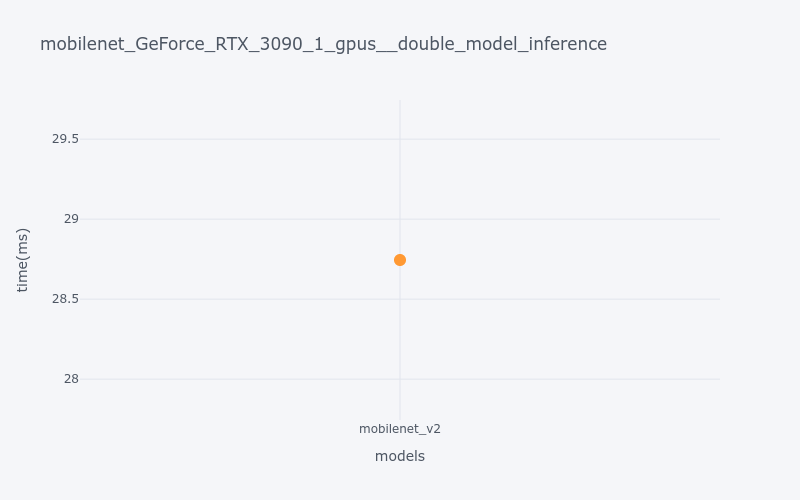 mobilenet_GeForce_RTX_3090_1_gpus__double_model_inference
29.5
29
28.5
28
time(ms)
mobilenet_v2
models